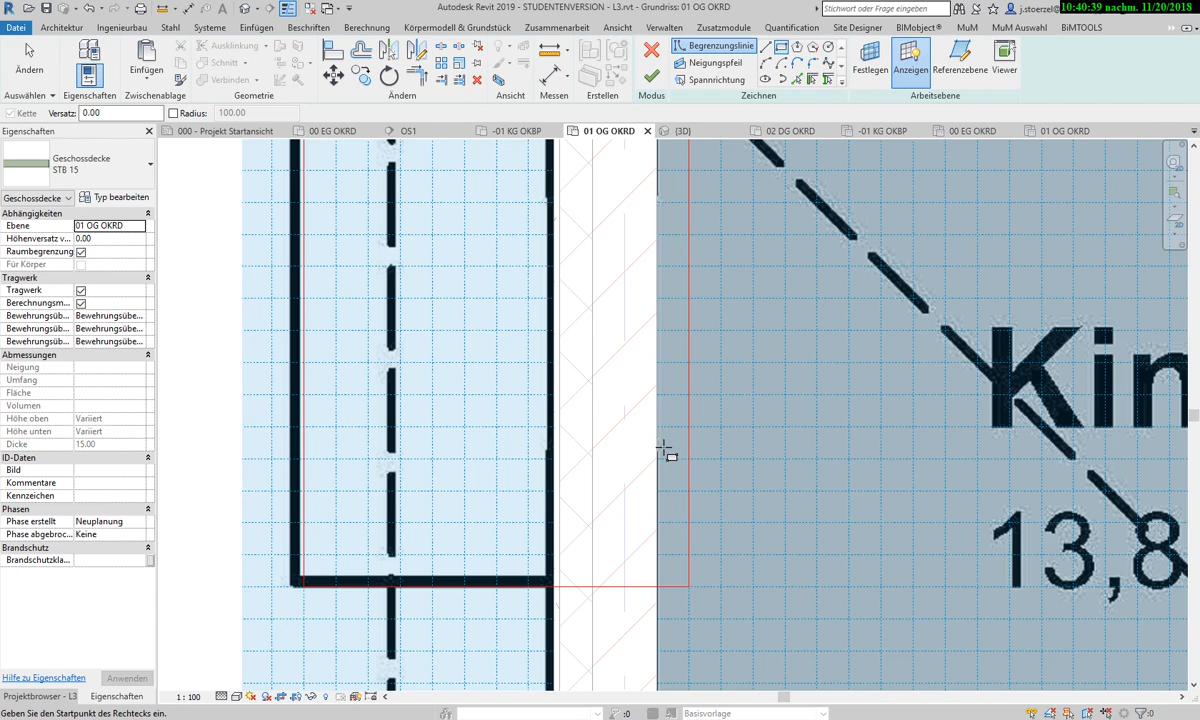 Autodesk Revit 2019 - STUDENTENVERSION - L3.rvt - Grundriss: 01 OG OKRD
Stichwort oder Frage eingeben
j.stoerzel@...
10:40:39 nachm. 11/20/2018
Datei Architektur Ingenieurbau Stahl Einfügen Beschriften Berechnung Körpermodell & Grundstück Zusammenarbeit Ansicht Verwalten Zusatzmodule Quantification Site Designer BIMobject® MuM MuM Auswahl BiMTOOLS
Ausklinkung
Begrenzungslinie
Schnitt
Neigungspfeil
Ändern Einfügen Festlegen Anzeigen Referenzebene Viewer
Verbinden
Spannrichtung
Auswählen Eigenschaften Zwischenablage Geometrie Ändern Ansicht Messen Erstellen Modus Zeichnen Arbeitsebene
Kette Versatz: 0.00 Radius: 100.00
Eigenschaften
000 - Projekt Startansicht 00 EG OKRD OS1 -01 KG OKBP 01 OG OKRD {3D} 02 DG OKRD -01 KG OKBP 00 EG OKRD 01 OG OKRD
Geschossdecke
STB 15
Geschossdecke Typ bearbeiten
Abhängigkeiten
Ebene 01 OG OKRD
Höhenversatz v... 0.00
Raumbegrenzung
Für Körper
Tragwerk
Tragwerk
Berechnungsm...
Bewehrungsüb... Bewehrungsübe...
Bewehrungsüb... Bewehrungsübe...
Bewehrungsüb... Bewehrungsübe...
Abmessungen
Neigung
Umfang
Fläche
Volumen
Höhe oben Variiert
Höhe unten Variiert
Dicke 15.00
ID-Daten
Bild
Kommentare
Kennzeichen
Phasen
Phase erstellt Neuplanung
Phase abgebroc... Keine
Brandschutz
Brandschutzkla...
Kin
13,8
Hilfe zu Eigenschaften Anwenden
Projektbrowser - L3 Eigenschaften
1 : 100
Geben Sie den Startpunkt des Rechtecks ein.
:0
Basisvorlage
:0